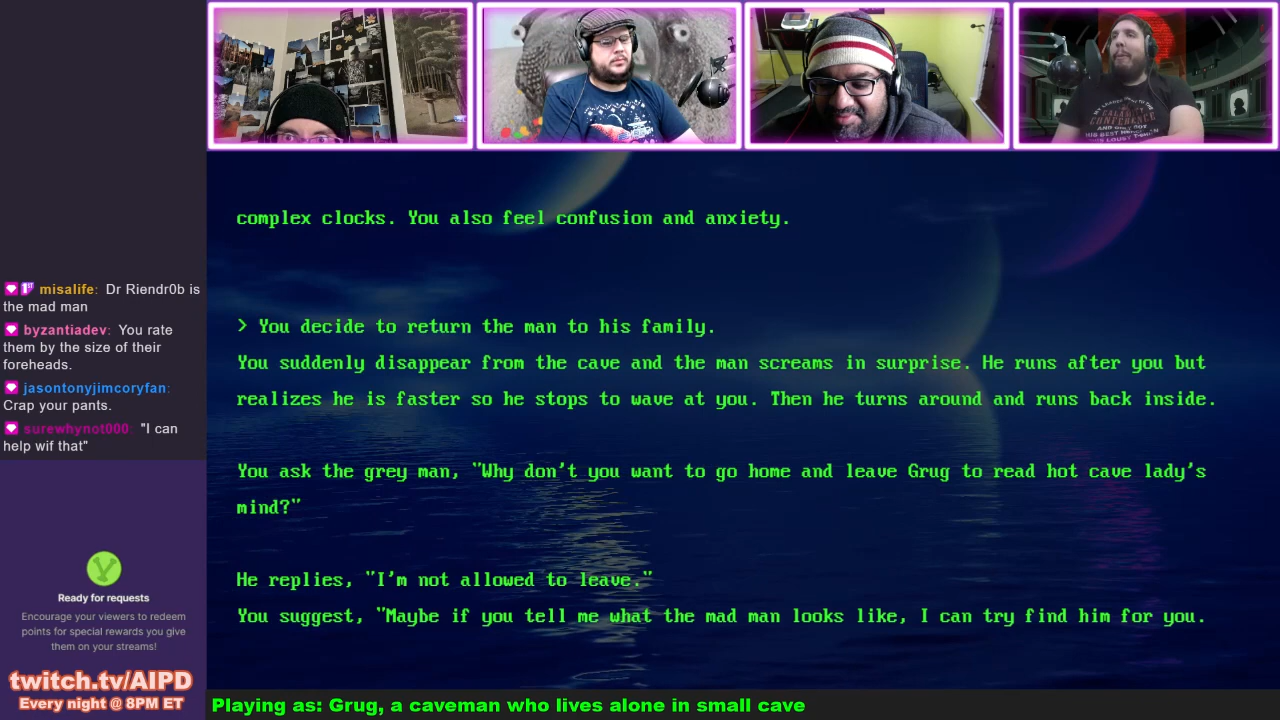 complex clocks. You also feel confusion and anxiety.
> You decide to return the man to his family.
You suddenly disappear from the cave and the man screams in surprise. He runs after you but
realizes he is faster so he stops to wave at you. Then he turns around and runs back inside.
You ask the grey man, "Why don't you want to go home and leave Grug to read hot cave lady's
mind?"
He replies, "I'm not allowed to leave."
You suggest, "Maybe if you tell me what the mad man looks like, I can try find him for you.
misalife: Dr Riendr0b is
the mad man
byzantiadev: You rate
them by the size of their
foreheads.
jasontonyjimcoryfan:
Crap your pants.
surewhynot000: "I can
help wif that"
Ready for requests
Encourage your viewers to redeem
points for special rewards you give
them on your streams!
twitch.tv/AIPD
Every night @ 8PM ET
Playing as: Grug, a caveman who lives alone in small cave